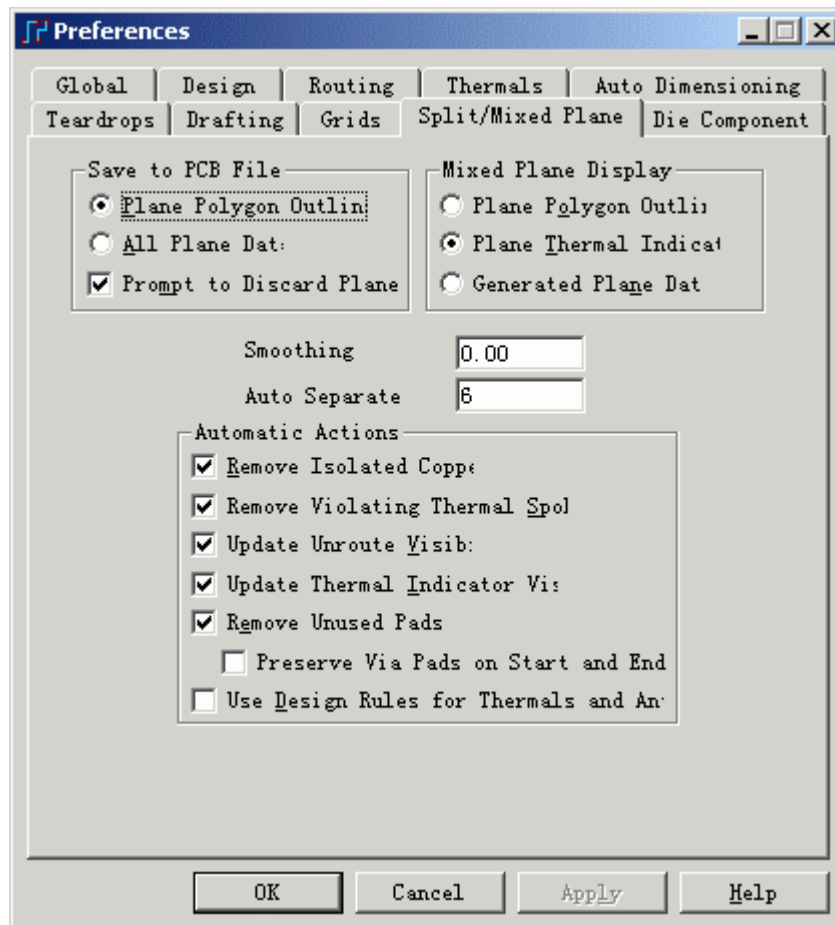 Preferences
Global Design Routing Thermals Auto Dimensioning
Teardrops Drafting Grids Split/Mixed Plane Die Component
Save to PCB File
Plane Polygon Outlin
All Plane Dat
Prompt to Discard Plane
Mixed Plane Display
Plane Polygon Outlin
Plane Thermal Indicat
Generated Plane Dat
Smoothing 0.00
Auto Separate 6
Automatic Actions
Remove Isolated Coppe
Remove Violating Thermal Spo
Update Unroute Visib
Update Thermal Indicator Vis
Remove Unused Pads
Preserve Via Pads on Start and End
Use Design Rules for Thermals and An
OK Cancel Apply Help